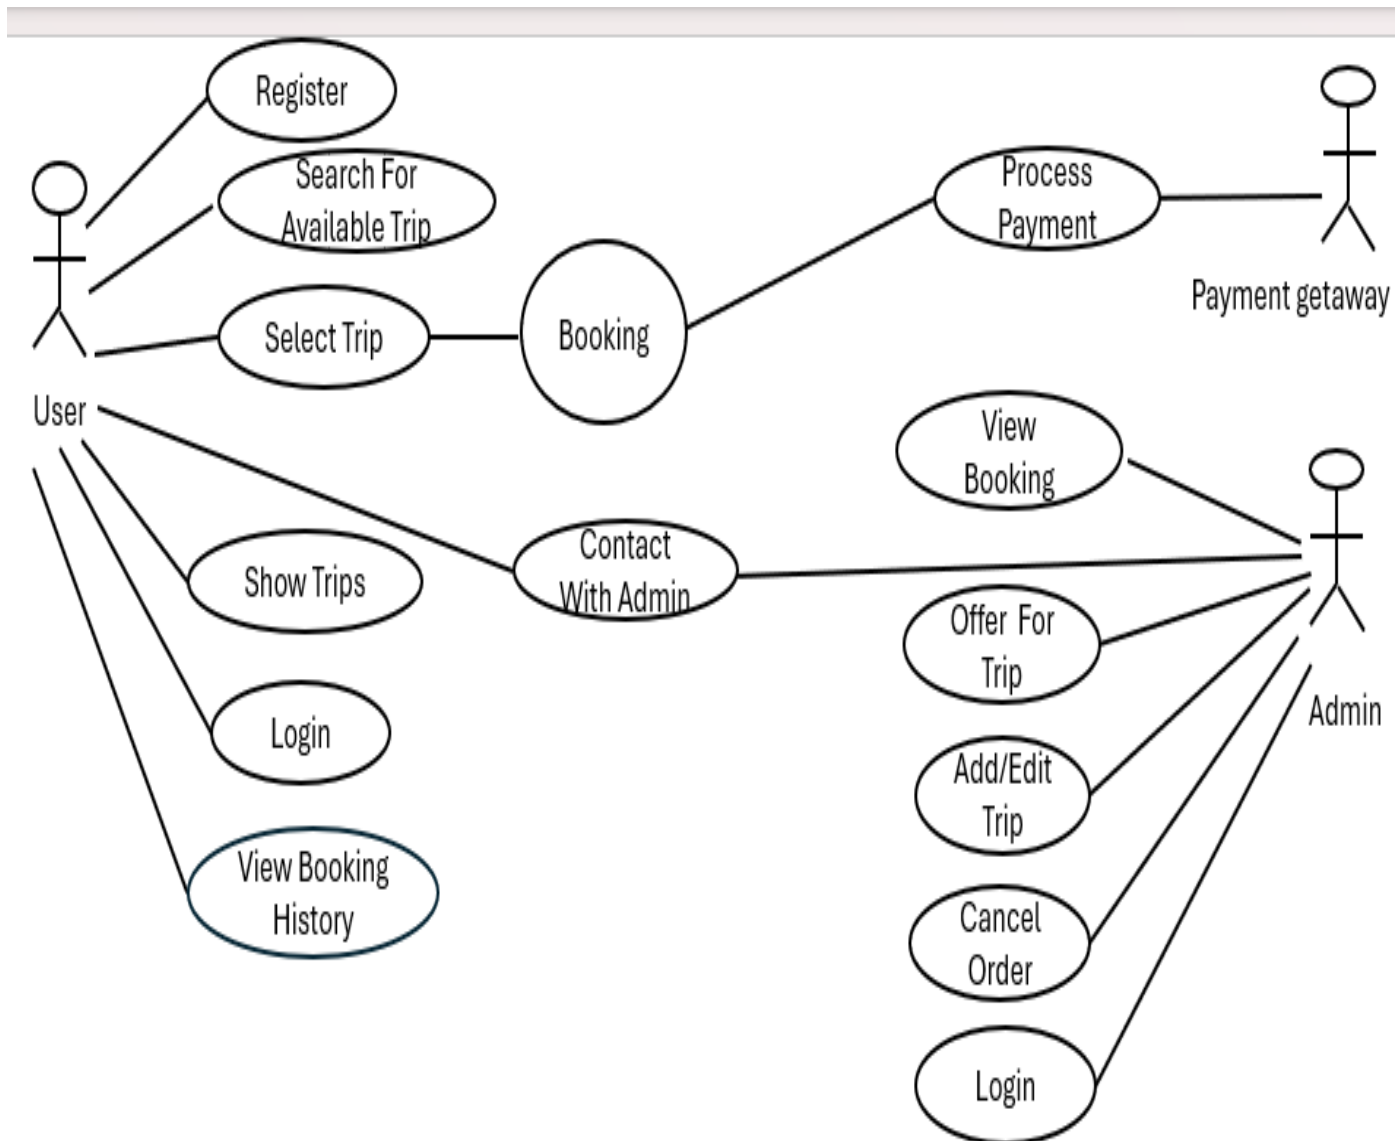 Register
Search For
Available Trip
Select Trip
Booking
Process
Payment
Payment getaway
User
View
Booking
Show Trips
Contact
With Admin
Offer For
Trip
Admin
Login
Add/Edit
Trip
View Booking
History
Cancel
Order
Login